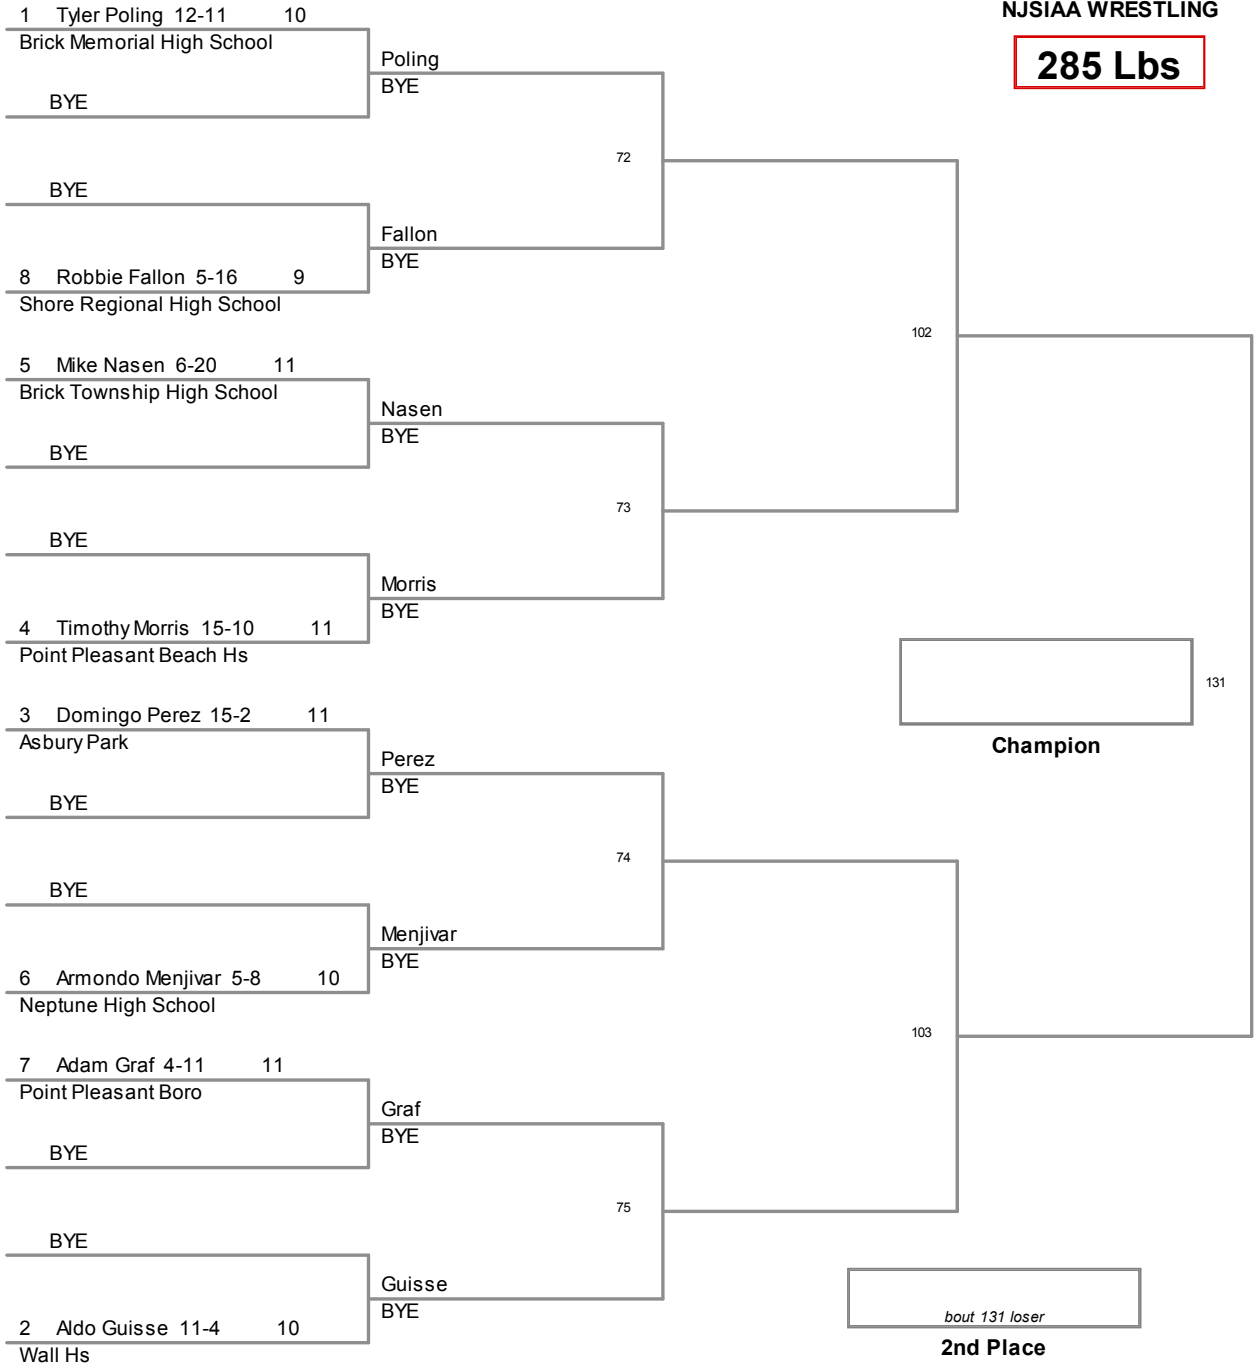 NJSIAA WRESTLING
285 Lbs
1 Tyler Poling 12-11 10
Brick Memorial High School
Poling
BYE
BYE
72
BYE
Fallon
BYE
8 Robbie Fallon 5-16 9
Shore Regional High School
102
5 Mike Nasen 6-20 11
Brick Township High School
Nasen
BYE
BYE
73
BYE
Morris
BYE
4 Timothy Morris 15-10 11
Point Pleasant Beach Hs
131
Champion
3 Domingo Perez 15-2 11
Asbury Park
Perez
BYE
BYE
74
BYE
Menjivar
BYE
6 Armondo Menjivar 5-8 10
Neptune High School
103
7 Adam Graf 4-11 11
Point Pleasant Boro
Graf
BYE
BYE
75
BYE
Guisse
BYE
2 Aldo Guisse 11-4 10
Wall Hs
bout 131 loser
2nd Place